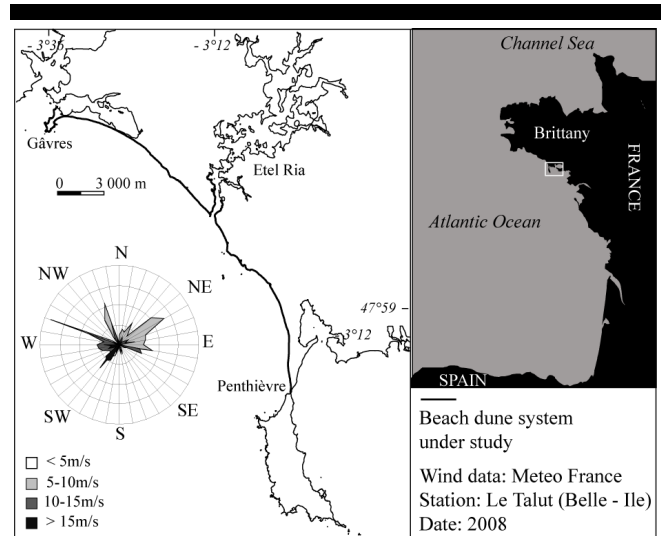 - 3°35
- 3°12
Gâvres
Etel Ria
0 3 000 m
N
NW
NE
W
E
SW
SE
S
47°59 -
3°12
Penthièvre
< 5m/s
5-10m/s
10-15m/s
> 15m/s
Channel Sea
Brittany
FRANCE
Atlantic Ocean
SPAIN
Beach dune system
under study
Wind data: Meteo France
Station: Le Talut (Belle - Ile)
Date: 2008